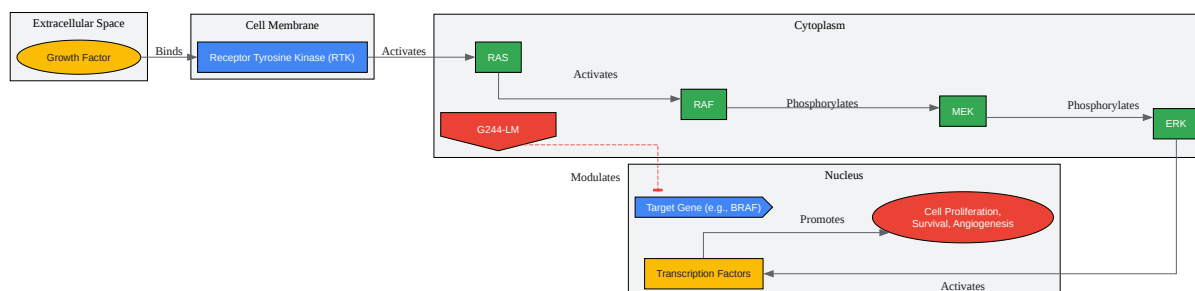 Extracellular Space
Growth Factor
Binds
Cell Membrane
Receptor Tyrosine Kinase (RTK)
Activates
Cytoplasm
RAS
Activates
RAF
Phosphorylates
MEK
Phosphorylates
ERK
G244-LM
Modulates
Nucleus
Target Gene (e.g., BRAF)
Promotes
Cell Proliferation,
Survival, Angiogenesis
Transcription Factors
Activates